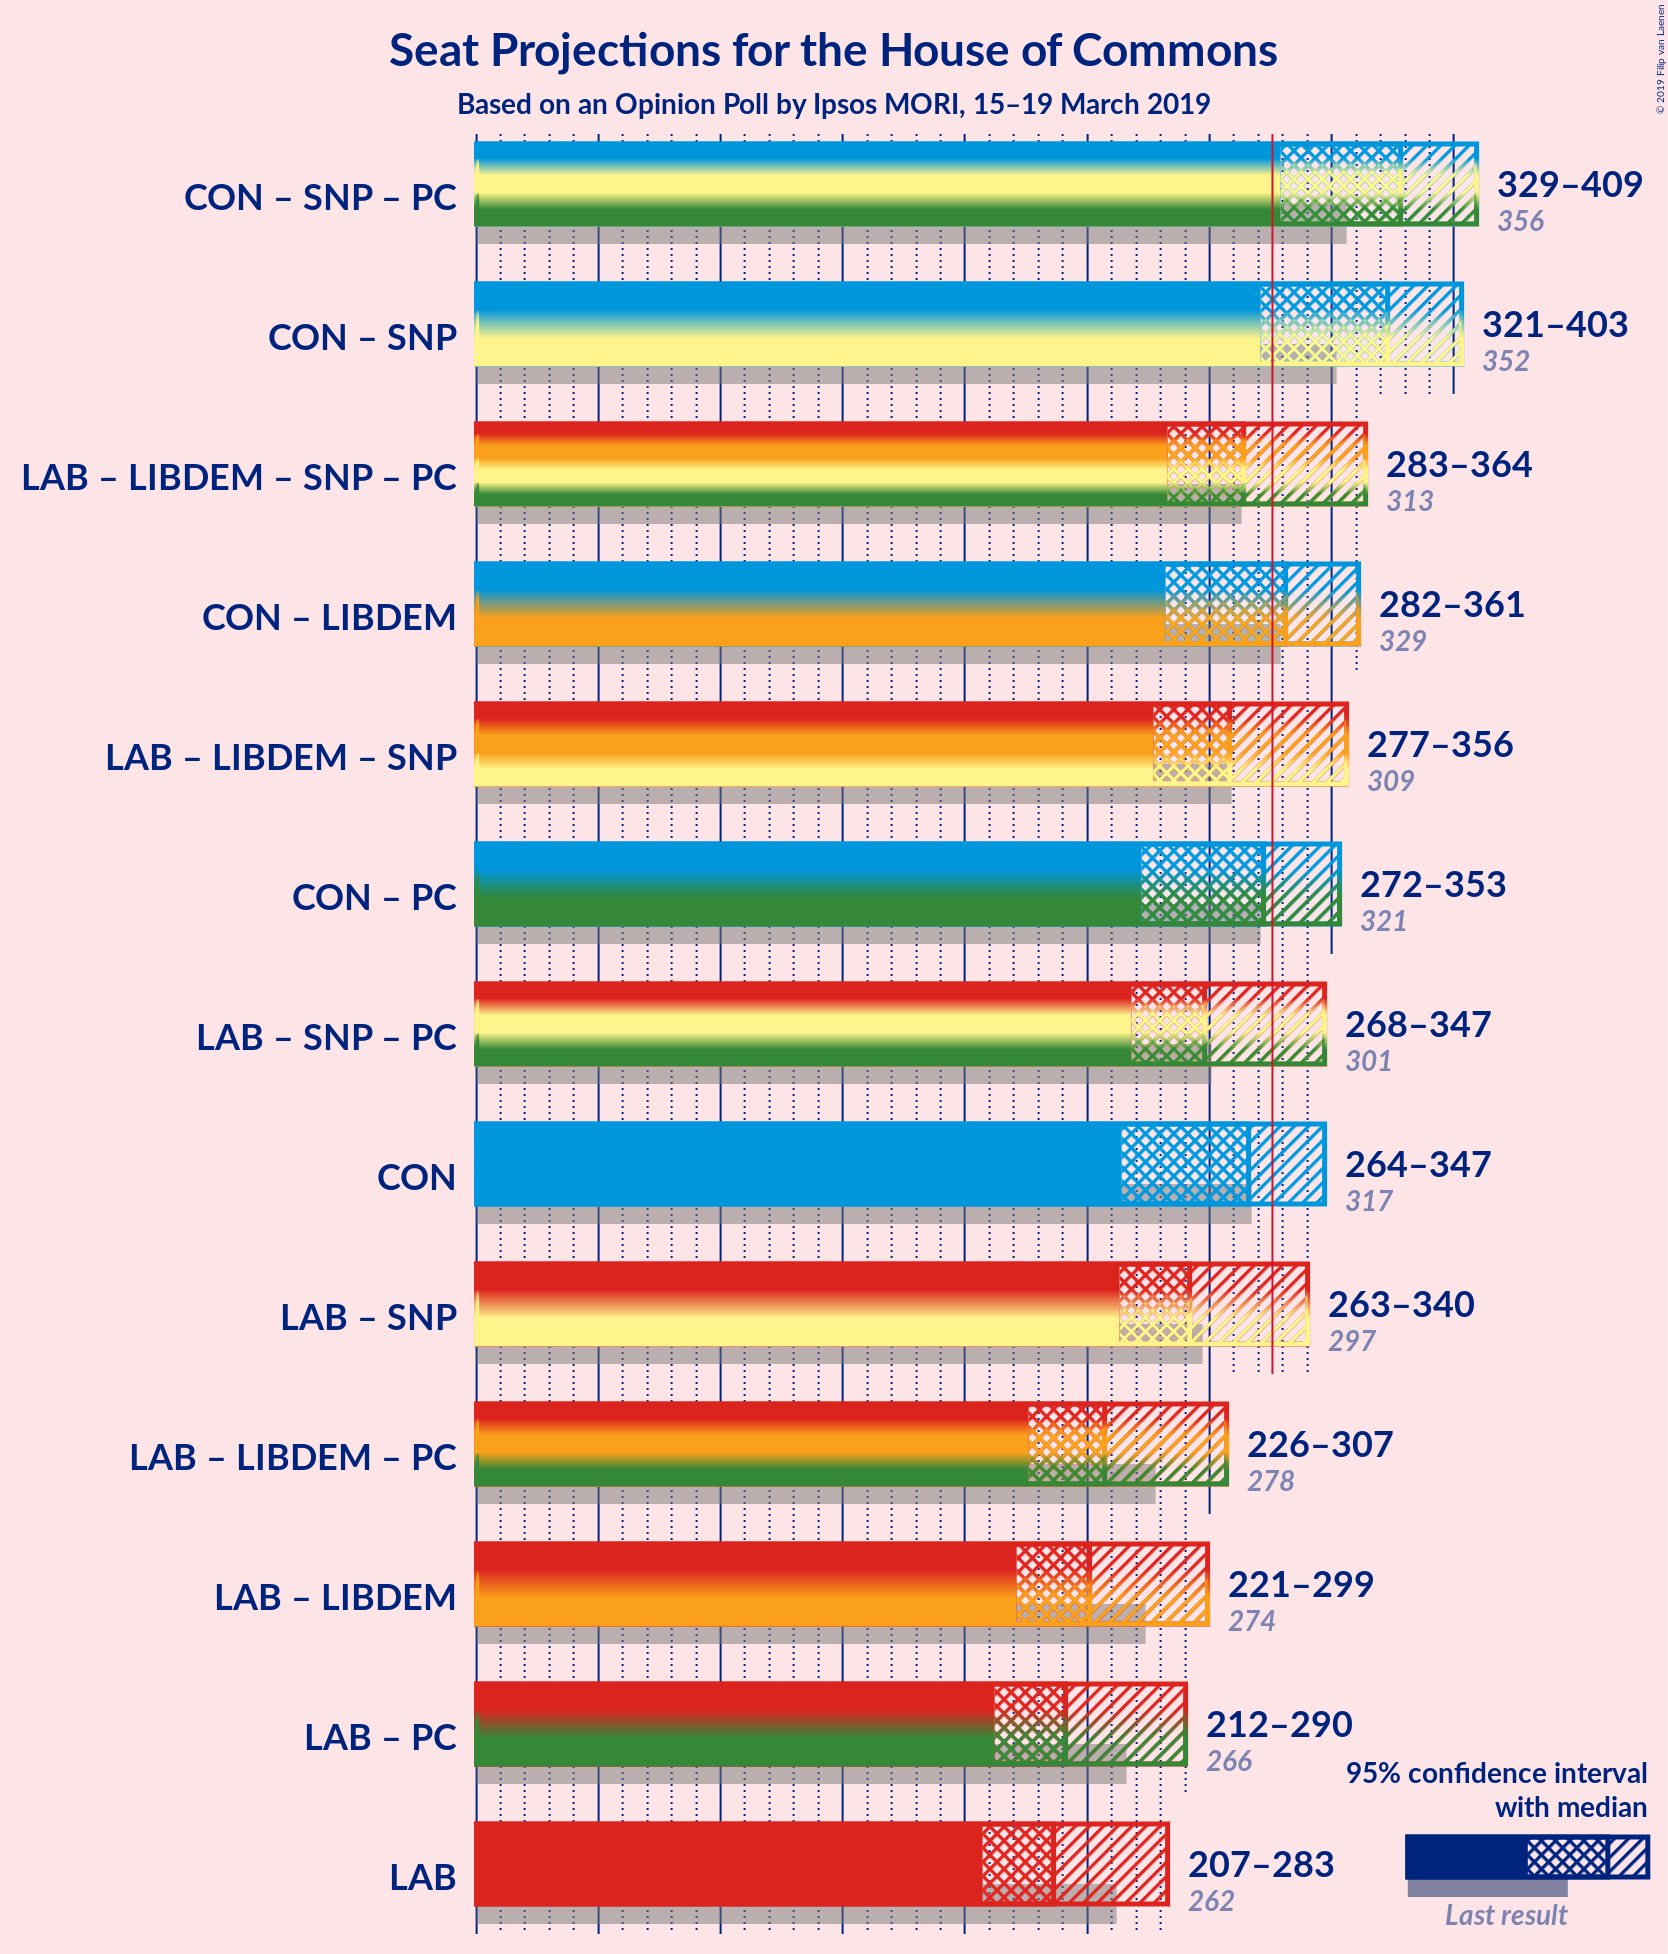 Seat Projections for the House of Commons
Based on an Opinion Poll by Ipsos MORI, 15–19 March 2019
© 2019 Filip van Laenen
CON – SNP – PC
329–409
356
CON – SNP
321–403
352
LAB – LIBDEM – SNP – PC
283–364
313
CON – LIBDEM
282–361
329
LAB – LIBDEM – SNP
277–356
309
CON – PC
272–353
321
LAB – SNP – PC
268–347
301
CON
264–347
317
LAB – SNP
263–340
297
LAB – LIBDEM – PC
226–307
278
LAB – LIBDEM
221–299
274
LAB – PC
212–290
266
LAB
207–283
262
95% confidence interval
with median
Last result